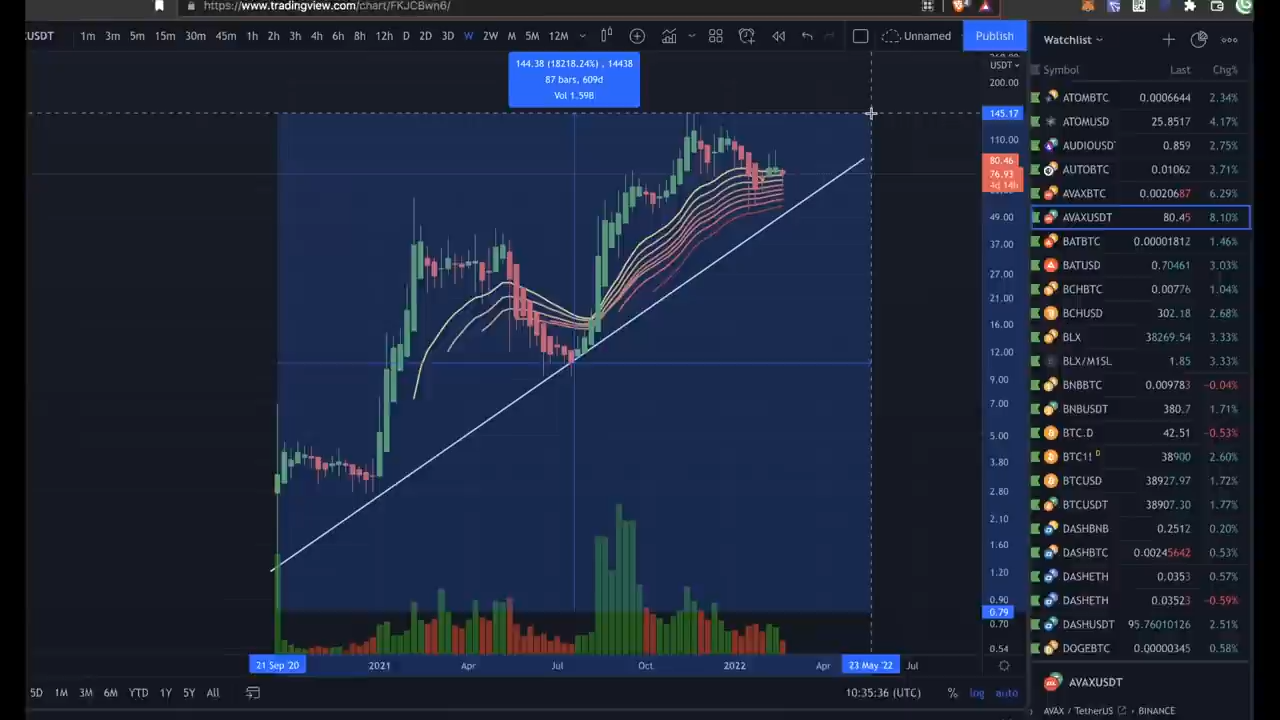 https://www.tradingview.com/chart/FKJCBwn6/
USDT 1m 3m 5m 15m 30m 45m 1h 2h 3h 4h 6h 8h 12h D 2D 3D W 2W M 5M 12M Unnamed Publish
144.38 (18218.24%) , 14438
87 bars, 609d
Vol 1.59B
USDT
200.00
145.17
110.00
80.46
76.93
4d 14h
49.00
37.00
27.00
21.00
16.00
12.00
9.00
7.00
5.00
3.80
2.80
2.10
1.60
1.20
0.90
0.79
0.70
0.54
21 Sep '20 2021 Apr Jul Oct 2022 Apr 23 May '22 Jul
5D 1M 3M 6M YTD 1Y 5Y All 10:35:36 (UTC) % log auto
Watchlist
Symbol Last Chg%
ATOMBTC 0.0006644 2.34%
ATOMUSD 25.8517 4.17%
AUDIOUSD 0.859 2.75%
AUTOBTC 0.01062 3.71%
AVAXBTC 0.0020687 6.29%
AVAXUSDT 80.45 8.10%
BATBTC 0.00001812 1.46%
BATUSD 0.70461 3.03%
BCHBTC 0.00776 1.04%
BCHUSD 302.18 2.68%
BLX 38269.54 3.33%
BLX/M1SL 1.85 3.33%
BNBBTC 0.009783 −0.04%
BNBUSDT 380.7 1.71%
BTC.D 42.51 −0.53%
BTC1! D 38900 2.60%
BTCUSD 38927.97 1.72%
BTCUSDT 38907.30 1.77%
DASHBNB 0.2512 0.20%
DASHBTC 0.00245642 0.53%
DASHETH 0.0353 0.57%
DASHETH 0.03523 −0.59%
DASHUSDT 95.76010126 2.51%
DOGEBTC 0.00000345 0.58%
AVAXUSDT
AVAX / TetherUS • BINANCE